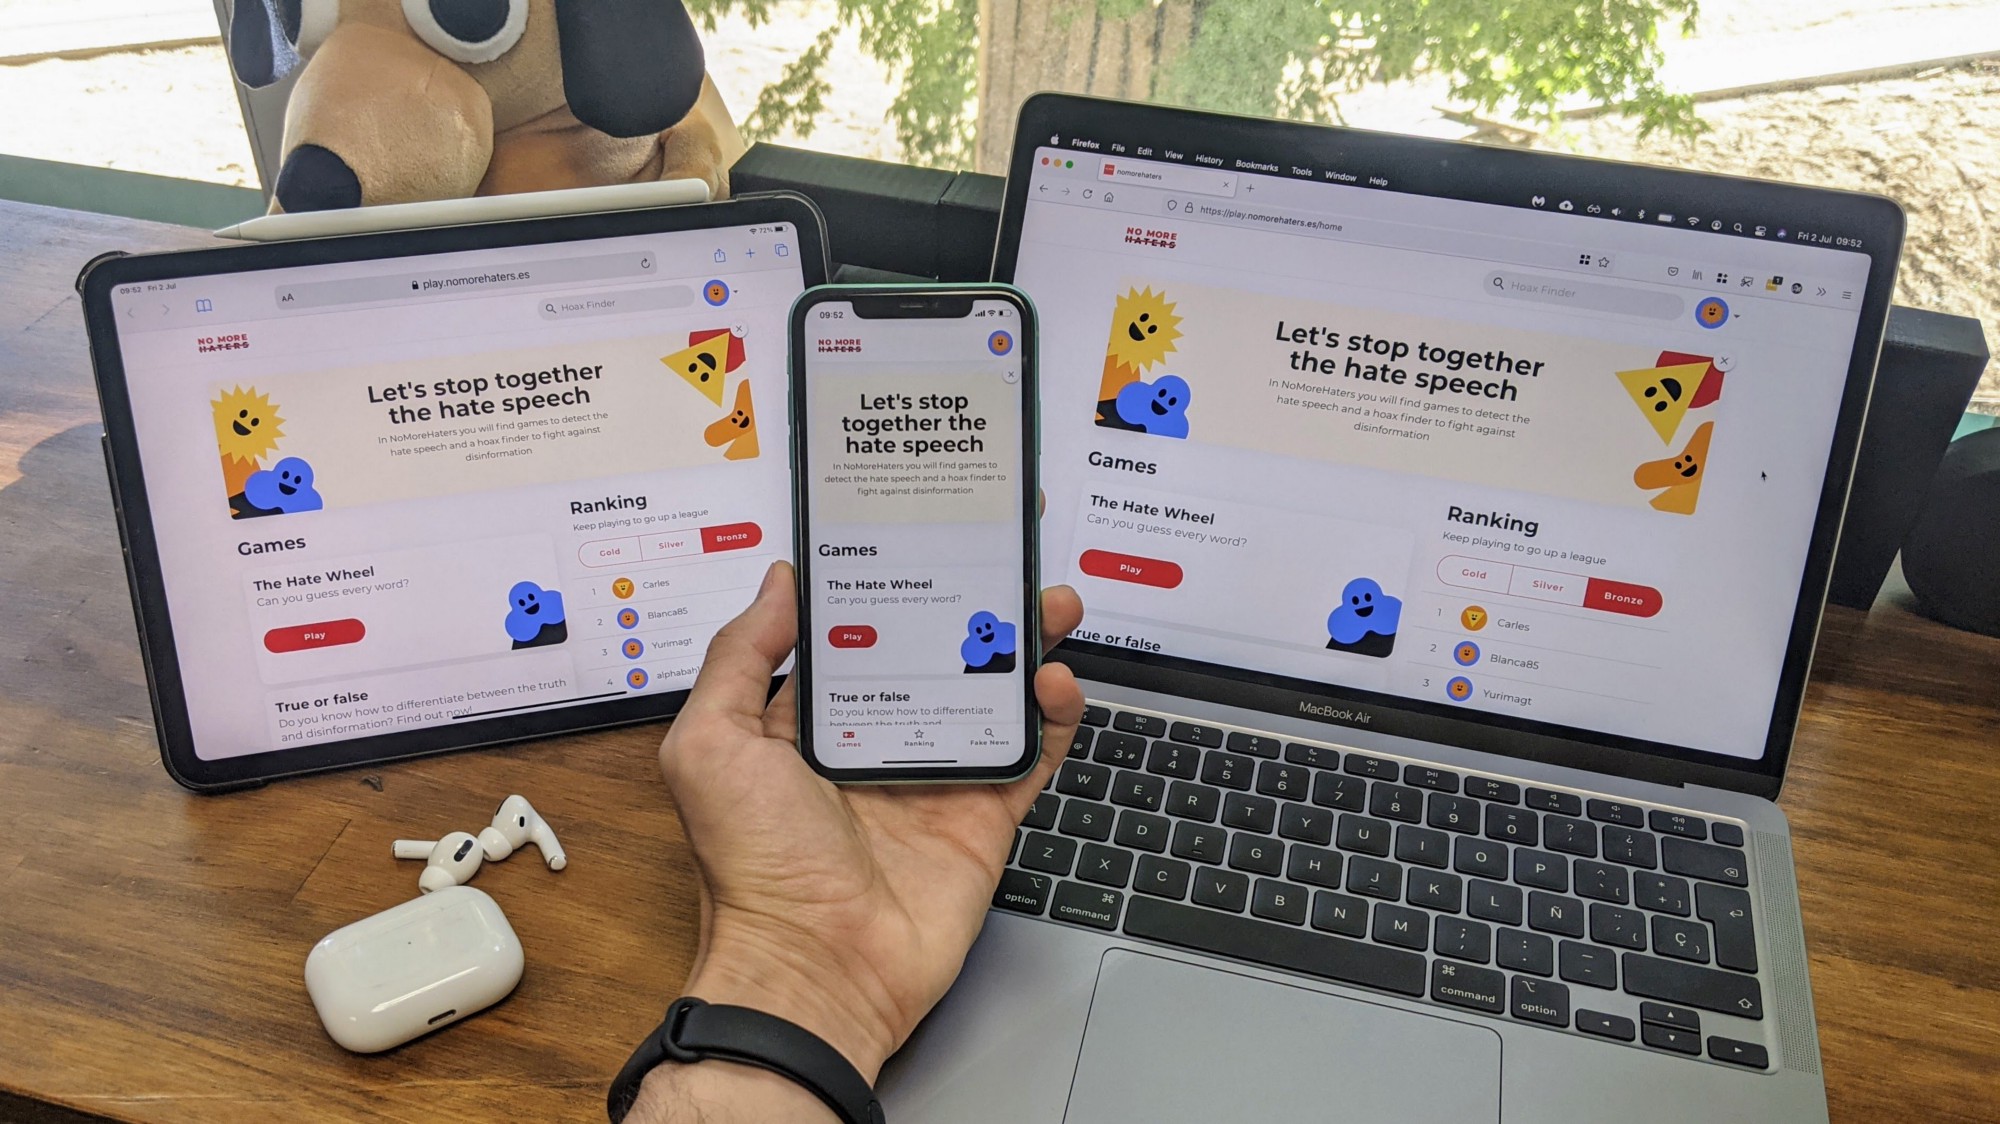 09:52 Fri 2 Jul
72%
AA
play.nomorehaters.es
Hoax Finder
NO MORE
HATERS
Let's stop together
the hate speech
In NoMoreHaters you will find games to detect the
hate speech and a hoax finder to fight against
disinformation
Games
The Hate Wheel
Can you guess every word?
Play
True or false
Do you know how to differentiate between the truth
and disinformation? Find out now!
Ranking
Keep playing to go up a league
Gold Silver Bronze
1 Carles
2 Blanca85
3 Yurimagt
4
09:52
NO MORE
HATERS
Let's stop
together the
hate speech
In NoMoreHaters you will find games to
detect the hate speech and a hoax finder to
fight against disinformation
Games
The Hate Wheel
Can you guess every word?
Play
True or false
Do you know how to differentiate
between the truth and
Games Ranking Fake News
Firefox File Edit View History Bookmarks Tools Window Help
Fri 2 Jul 09:52
nomorehaters
https://play.nomorehaters.es/home
NO MORE
HATERS
Hoax Finder
Let's stop together
the hate speech
In NoMoreHaters you will find games to detect the
hate speech and a hoax finder to fight against
disinformation
Games
The Hate Wheel
Can you guess every word?
Play
True or false
Ranking
Keep playing to go up a league
Gold Silver Bronze
1 Carles
2 Blanca85
3 Yurimagt
MacBook Air
3 # $ 4 % 5 & 6 / 7 ( 8 ) 9 = 0 ? ' ¿ ¡
W E € R T Y U I O P ^ ` [ * + ]
A S D F G H J K L Ñ ¨ ´ { Ç }
Z X C V B N M ; , : . _ -
option command command option